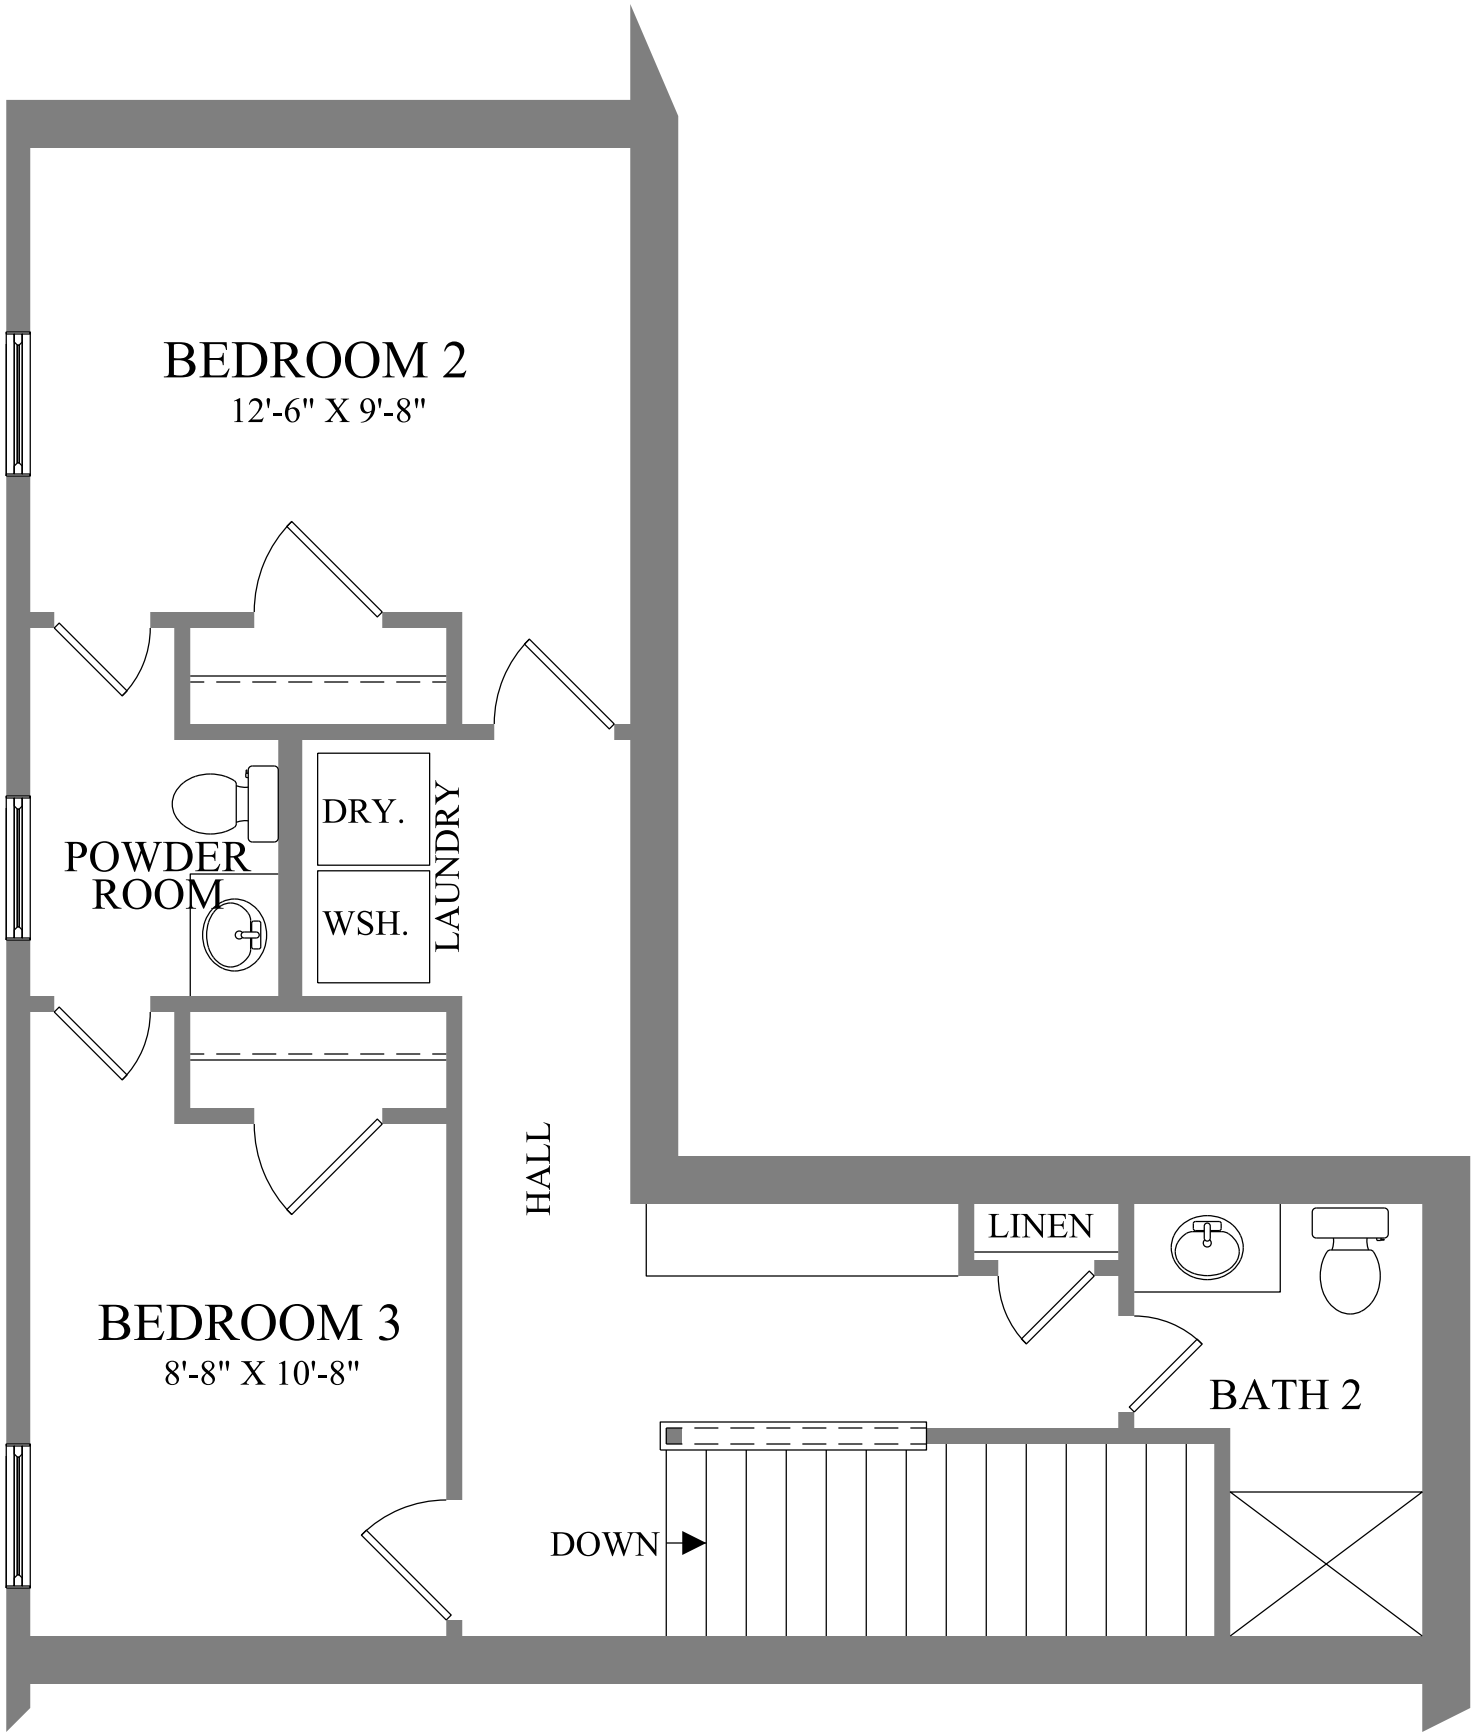 BEDROOM 2
12'-6" X 9'-8"
DRY.
LAUNDRY
POWDER
ROOM
WSH.
HALL
LINEN
BEDROOM 3
8'-8" X 10'-8"
BATH 2
DOWN